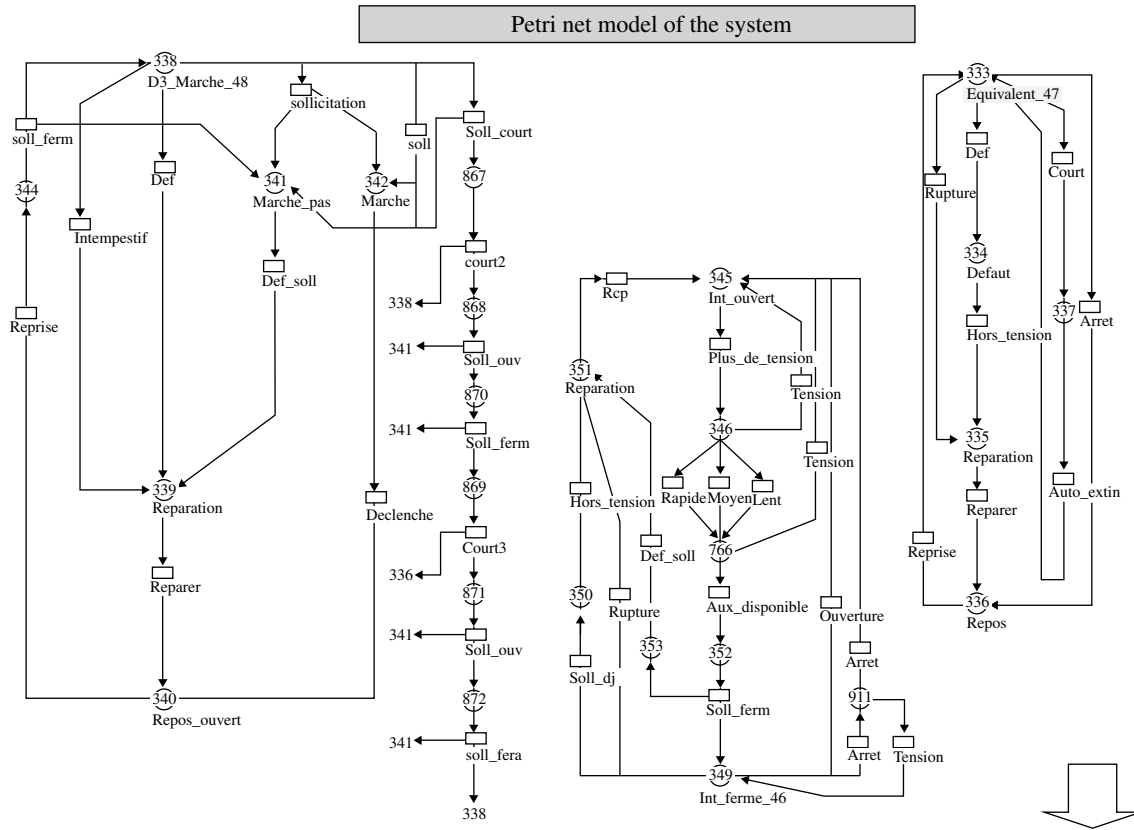 Petri net model of the system
338
D3_Marche_48
sollicitation
soll_ferm
soll
Soll_court
Def
341
Marche_pas
342
Marche
867
344
Intempestif
court2
Def_soll
338
868
Reprise
341
Soll_ouv
870
341
Soll_ferm
869
339
Reparation
Declenche
Court3
336
Reparer
871
341
Soll_ouv
340
Repos_ouvert
872
341
soll_fera
338
Rcp
345
Int_ouvert
Plus_de_tension
351
Reparation
Tension
346
Tension
Rapide
Moyen
Lent
Hors_tension
Def_soll
766
350
Rupture
Aux_disponible
Ouverture
353
352
Arret
Soll_dj
911
Soll_ferm
Arret
Tension
349
Int_ferme_46
333
Equivalent_47
Def
Court
Rupture
334
Defaut
337
Arret
Hors_tension
335
Reparation
Auto_extin
Reparer
Reprise
336
Repos